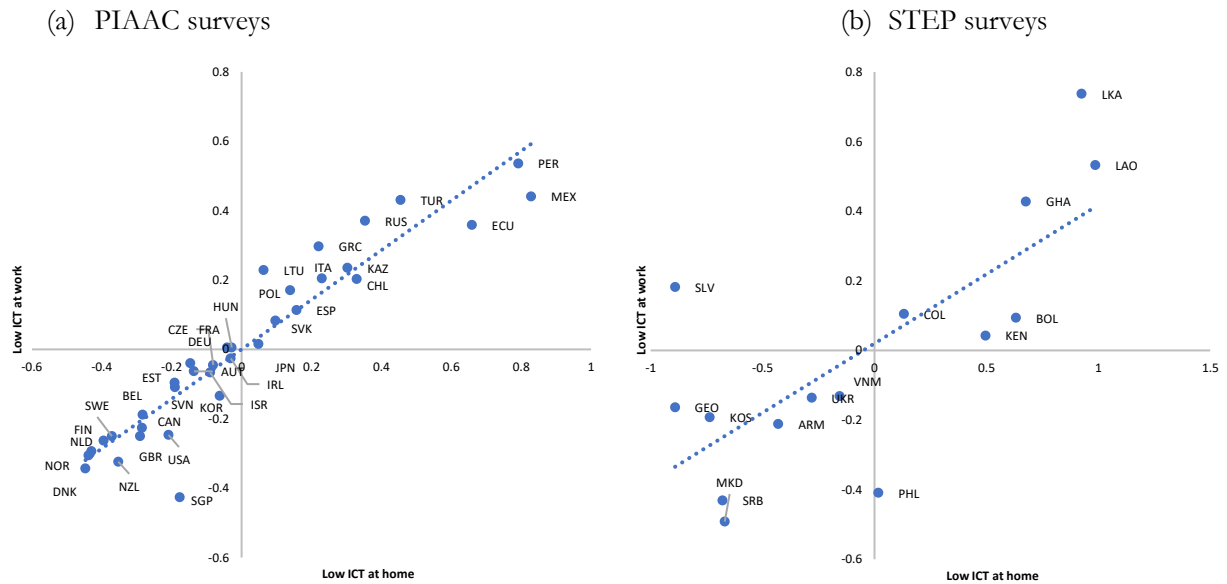 (a) PIAAC surveys
0.8
0.6
PER
MEX
TUR
0.4
RUS
ECU
GRC
LTU
ITA
KAZ
0.2
CHL
POL
HUN
ESP
CZE
FRA
SVK
DEU
0
-0.6
-0.4
-0.2
0
0.2
0.4
0.6
0.8
1
JPN
AUT
EST
IRL
BEL
SWE
SVN
KOR
ISR
-0.2
CAN
FIN
NLD
GBR
USA
NOR
NZL
DNK
SGP
-0.4
-0.6
Low ICT at work
Low ICT at home
(b) STEP surveys
0.8
LKA
0.6
LAO
GHA
0.4
0.2
SLV
COL
BOL
KEN
0
-1
-0.5
0
0.5
1
1.5
VNM
UKR
GEO
KOS
-0.2
ARM
MKD
SRB
-0.4
PHL
-0.6
Low ICT at work
Low ICT at home